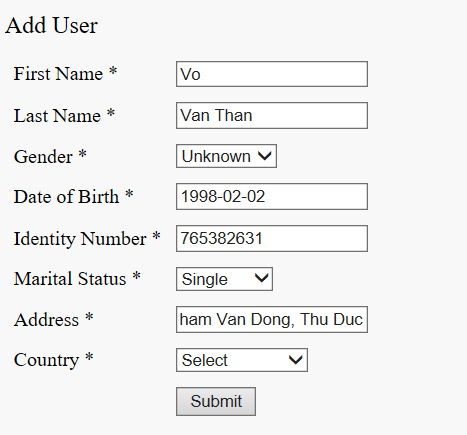 Add User
First Name * Vo
Last Name * Van Than
Gender * Unknown
Date of Birth * 1998-02-02
Identity Number * 765382631
Marital Status * Single
Address * ham Van Dong, Thu Duc
Country * Select
Submit